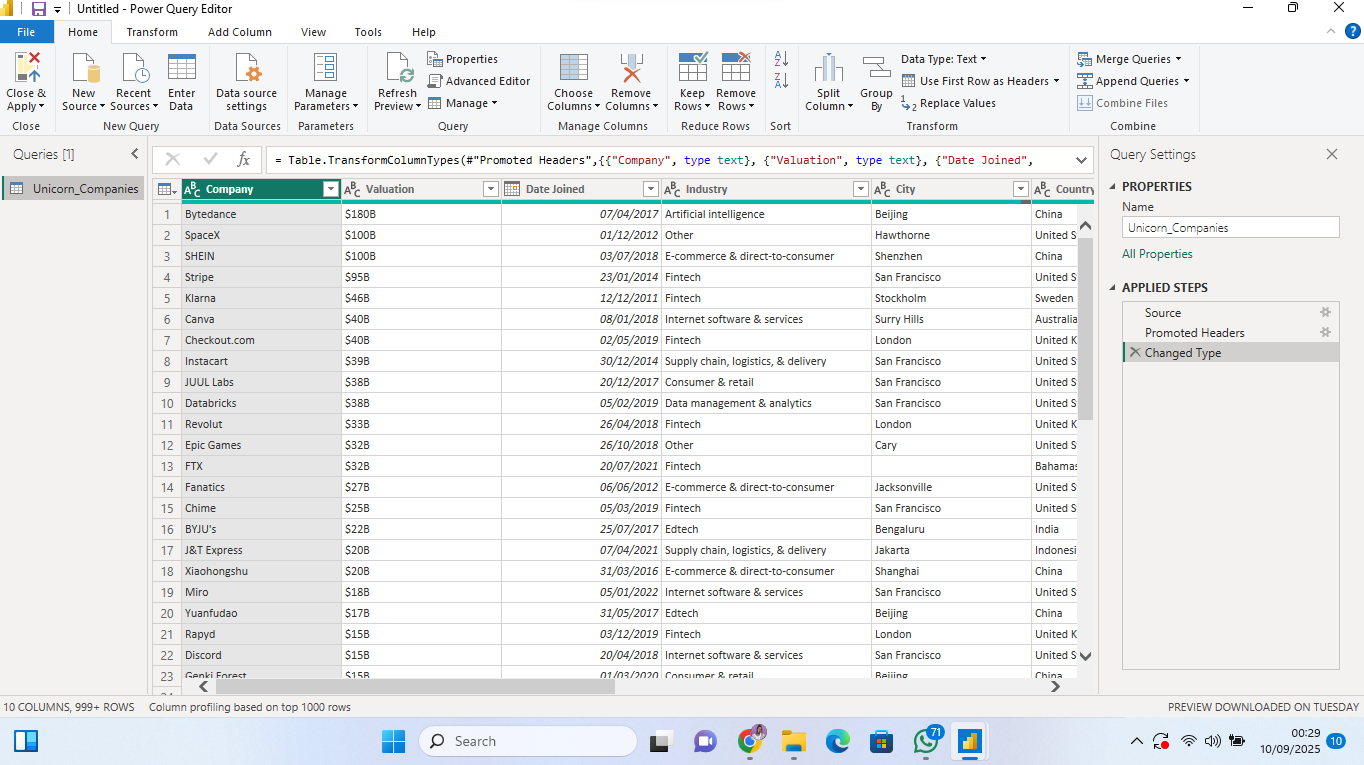 Untitled - Power Query Editor
File Home Transform Add Column View Tools Help
Close & Apply
New Source
Recent Sources
Enter Data
Data source settings
Manage Parameters
Refresh Preview
Properties
Advanced Editor
Manage
Choose Columns
Remove Columns
Keep Rows
Remove Rows
Split Column
Group By
Data Type: Text
Use First Row as Headers
Replace Values
Merge Queries
Append Queries
Combine Files
Close New Query Data Sources Parameters Query Manage Columns Reduce Rows Sort Transform Combine
Queries [1]
Unicorn_Companies
fx = Table.TransformColumnTypes(#"Promoted Headers",{{"Company", type text}, {"Valuation", type text}, {"Date Joined",
Company Valuation Date Joined Industry City Country
1 Bytedance $180B 07/04/2017 Artificial intelligence Beijing China
2 SpaceX $100B 01/12/2012 Other Hawthorne United S
3 SHEIN $100B 03/07/2018 E-commerce & direct-to-consumer Shenzhen China
4 Stripe $95B 23/01/2014 Fintech San Francisco United S
5 Klarna $46B 12/12/2011 Fintech Stockholm Sweden
6 Canva $40B 08/01/2018 Internet software & services Surry Hills Australia
7 Checkout.com $40B 02/05/2019 Fintech London United K
8 Instacart $39B 30/12/2014 Supply chain, logistics, & delivery San Francisco United S
9 JUUL Labs $38B 20/12/2017 Consumer & retail San Francisco United S
10 Databricks $38B 05/02/2019 Data management & analytics San Francisco United S
11 Revolut $33B 26/04/2018 Fintech London United K
12 Epic Games $32B 26/10/2018 Other Cary United S
13 FTX $32B 20/07/2021 Fintech Bahamas
14 Fanatics $27B 06/06/2012 E-commerce & direct-to-consumer Jacksonville United S
15 Chime $25B 05/03/2019 Fintech San Francisco United S
16 BYJU's $22B 25/07/2017 Edtech Bengaluru India
17 J&T Express $20B 07/04/2021 Supply chain, logistics, & delivery Jakarta Indonesi
18 Xiaohongshu $20B 31/03/2016 E-commerce & direct-to-consumer Shanghai China
19 Miro $18B 05/01/2022 Internet software & services San Francisco United S
20 Yuanfudao $17B 31/05/2017 Edtech Beijing China
21 Rapyd $15B 03/12/2019 Fintech London United K
22 Discord $15B 20/04/2018 Internet software & services San Francisco United S
23 Genki Forest $15B 01/03/2020 Consumer & retail Beijing China
Query Settings
PROPERTIES
Name
Unicorn_Companies
All Properties
APPLIED STEPS
Source
Promoted Headers
Changed Type
10 COLUMNS, 999+ ROWS Column profiling based on top 1000 rows PREVIEW DOWNLOADED ON TUESDAY
Search
71
00:29
10/09/2025
10